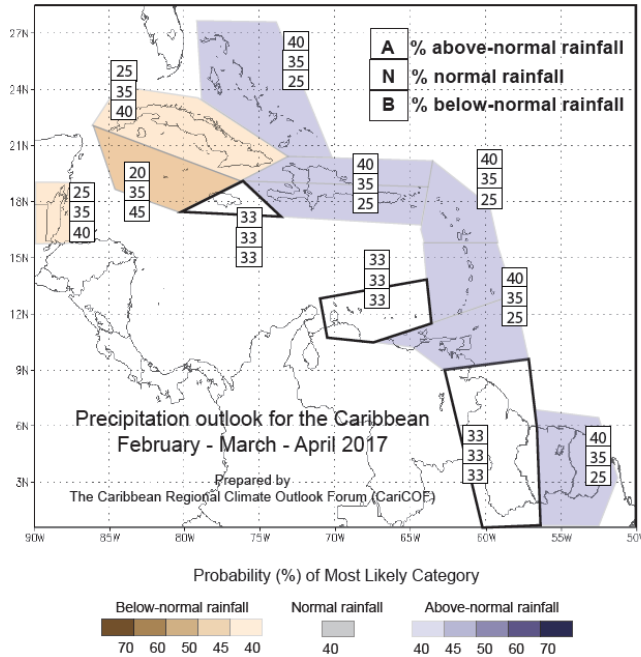 27N
24N
21N
18N
15N
12N
9N
6N
3N
90W
85W
80W
75W
70W
65W
60W
55W
50W
A % above-normal rainfall
N % normal rainfall
B % below-normal rainfall
40
35
25
25
35
40
20
35
45
25
35
40
33
33
33
40
35
25
40
35
25
33
33
33
40
35
25
33
33
33
40
35
25
Precipitation outlook for the Caribbean
February - March - April 2017
Prepared by
The Caribbean Regional Climate Outlook Forum (CariCOF)
Probability (%) of Most Likely Category
Below-normal rainfall
Normal rainfall
Above-normal rainfall
70 60 50 45 40
40
40 45 50 60 70